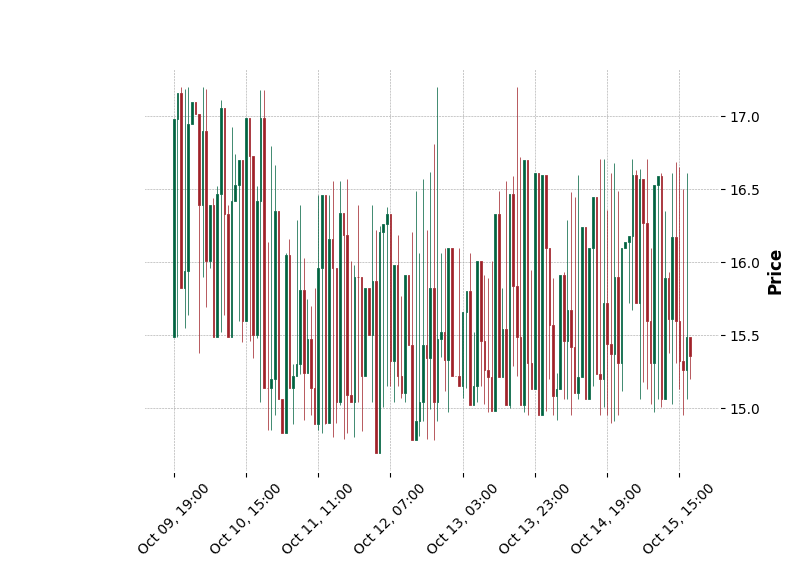 17.0
16.5
16.0
15.5
15.0
Price
Oct 09, 19:00
Oct 10, 15:00
Oct 11, 11:00
Oct 12, 07:00
Oct 13, 03:00
Oct 13, 23:00
Oct 14, 19:00
Oct 15, 15:00